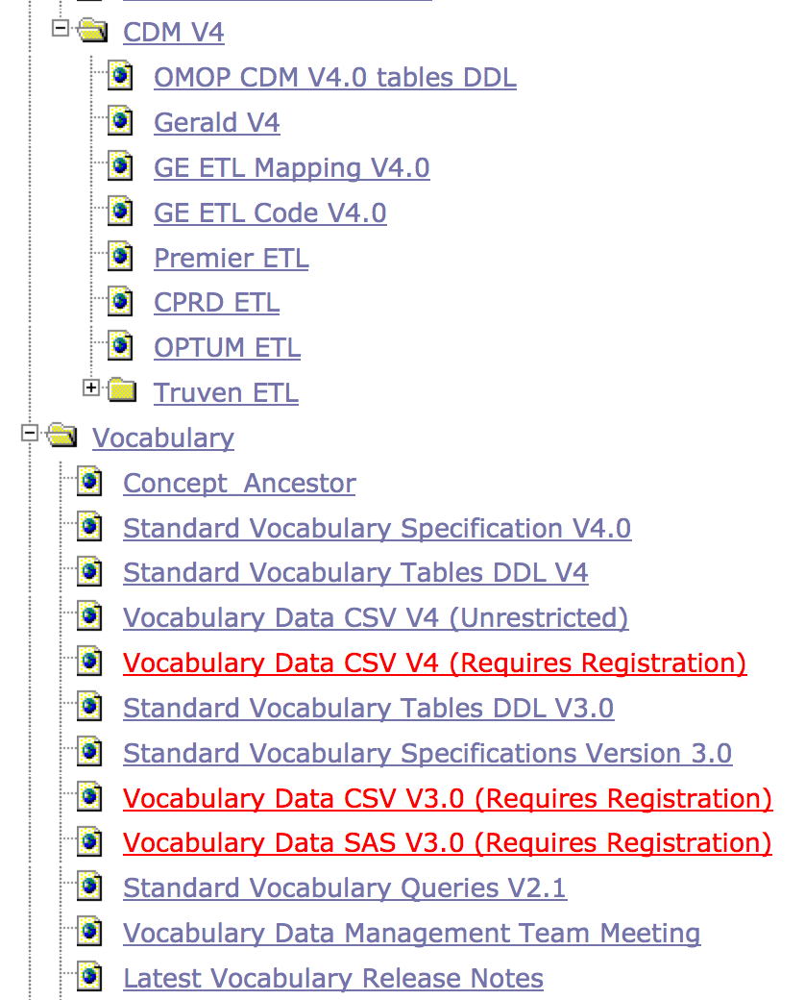 CDM V4
OMOP CDM V4.0 tables DDL
Gerald V4
GE ETL Mapping V4.0
GE ETL Code V4.0
Premier ETL
CPRD ETL
OPTUM ETL
Truven ETL
Vocabulary
Concept_Ancestor
Standard Vocabulary Specification V4.0
Standard Vocabulary Tables DDL V4
Vocabulary Data CSV V4 (Unrestricted)
Vocabulary Data CSV V4 (Requires Registration)
Standard Vocabulary Tables DDL V3.0
Standard Vocabulary Specifications Version 3.0
Vocabulary Data CSV V3.0 (Requires Registration)
Vocabulary Data SAS V3.0 (Requires Registration)
Standard Vocabulary Queries V2.1
Vocabulary Data Management Team Meeting
Latest Vocabulary Release Notes